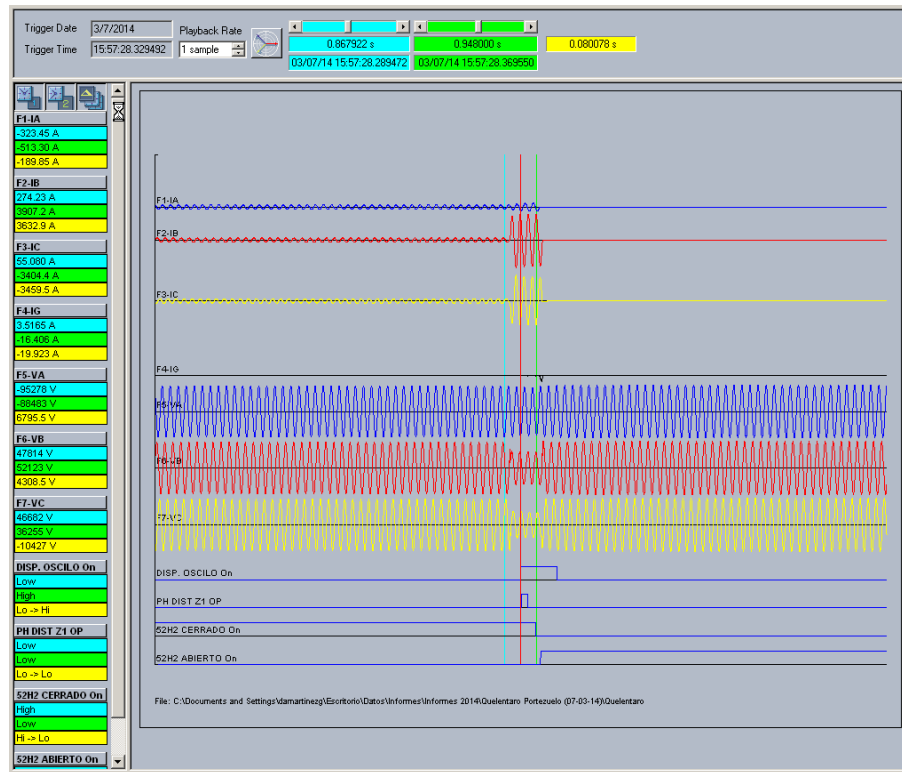 Trigger Date 3/7/2014 Playback Rate
Trigger Time 15:57:28.329492 1 sample
0.867922 s 0.948000 s 0.080078 s
03/07/14 15:57:28.289472 03/07/14 15:57:28.369550
F1-IA
-323.45 A
-513.30 A
-189.85 A
F2-IB
274.23 A
3907.2 A
3632.9 A
F3-IC
55.080 A
-3404.4 A
-3459.5 A
F4-IG
3.5165 A
-16.406 A
-19.923 A
F5-VA
-95278 V
-88483 V
6795.5 V
F6-VB
47814 V
52123 V
4308.5 V
F7-VC
46682 V
36255 V
-10427 V
DISP. OSCILO On
Low
High
Lo -> Hi
PH DIST Z1 OP
Low
Low
Lo -> Lo
52H2 CERRADO On
High
Low
Hi -> Lo
52H2 ABIERTO On
F1-IA
F2-IB
F3-IC
F4-IG
F5-VA
F6-VB
F7-VC
DISP. OSCILO On
PH DIST Z1 OP
52H2 CERRADO On
52H2 ABIERTO On
File: C:\Documents and Settings\damartinezg\Escritorio\Datos\Informes\Informes 2014\Quelentaro Portezuelo (07-03-14)\Quelentaro